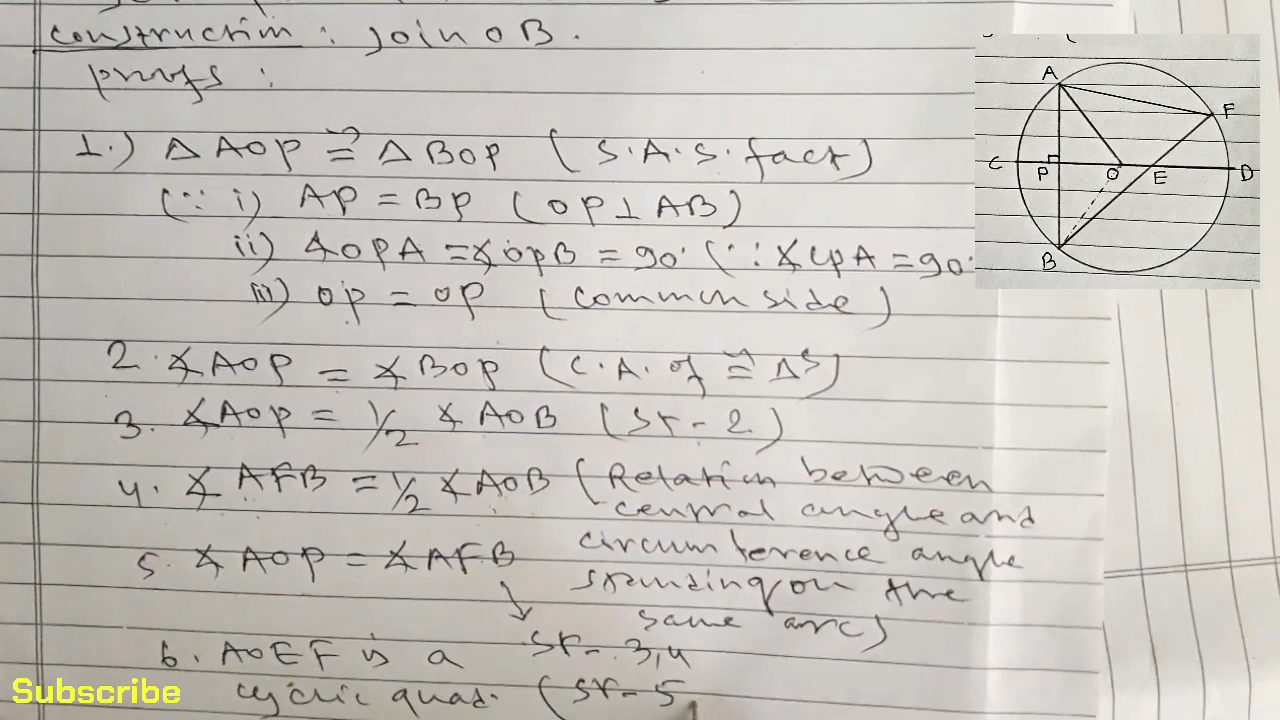 construction : Join OB.
proofs :
1.) △AOP ≅ △BOP (S.A.S. fact)
(∵ i) AP = BP (OP⊥AB)
ii) ∡OPA = ∡OPB = 90° (∵ ∡CPA = 90°
iii) OP = OP (common side)
2. ∡AOP = ∡BOP (C.A. of ≅ △s)
3. ∡AOP = 1/2 ∡AOB (St - 2.)
4. ∡AFB = 1/2 ∡AOB (Relation between
central angle and
circumference angle
standing on the
same arc)
5. ∡AOP = ∡AFB
↓
St - 3,4
6. AOEF is a
cyclic quad. (St - 5
A
F
C
P
O
E
D
B
Subscribe